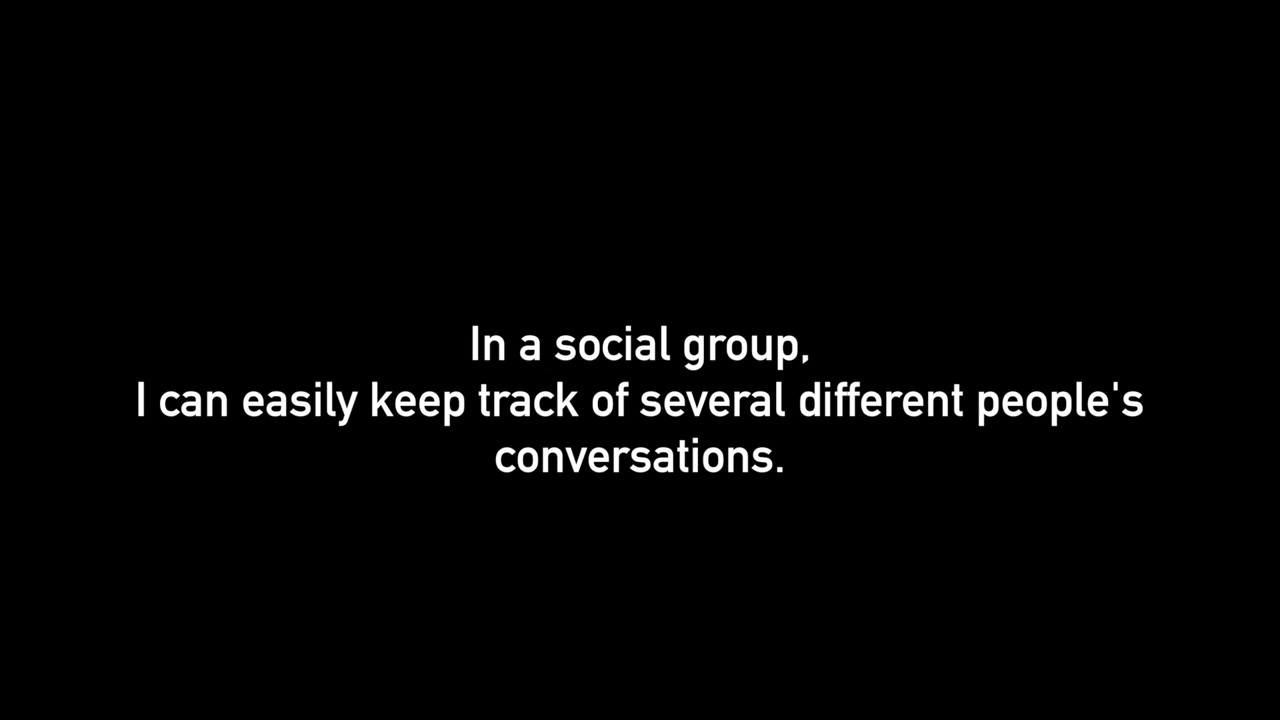 In a social group,
I can easily keep track of several different people's
conversations.